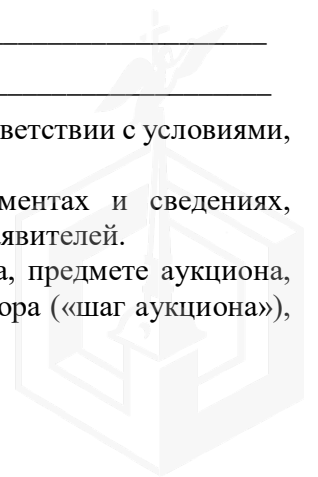 ветствии с условиями,
ментах и сведениях,
явителей.
а, предмете аукциона,
ора («шаг аукциона»),